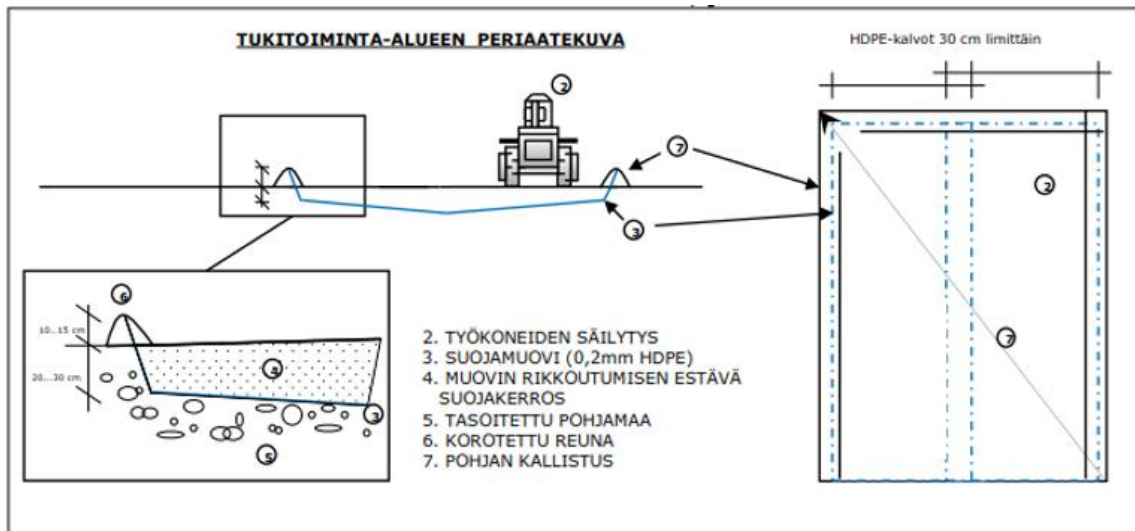 TUKITOIMINTA-ALUEEN PERIAATEKUVA
HDPE-kalvot 30 cm limittäin
2
7
2
3
6
10...15 cm
4
20...30 cm
3
5
7
2. TYÖKONEIDEN SÄILYTYS
3. SUOJAMUOVI (0,2mm HDPE)
4. MUOVIN RIKKOUTUMISEN ESTÄVÄ
SUOJAKERROS
5. TASOITETTU POHJAMAA
6. KOROTETTU REUNA
7. POHJAN KALLISTUS